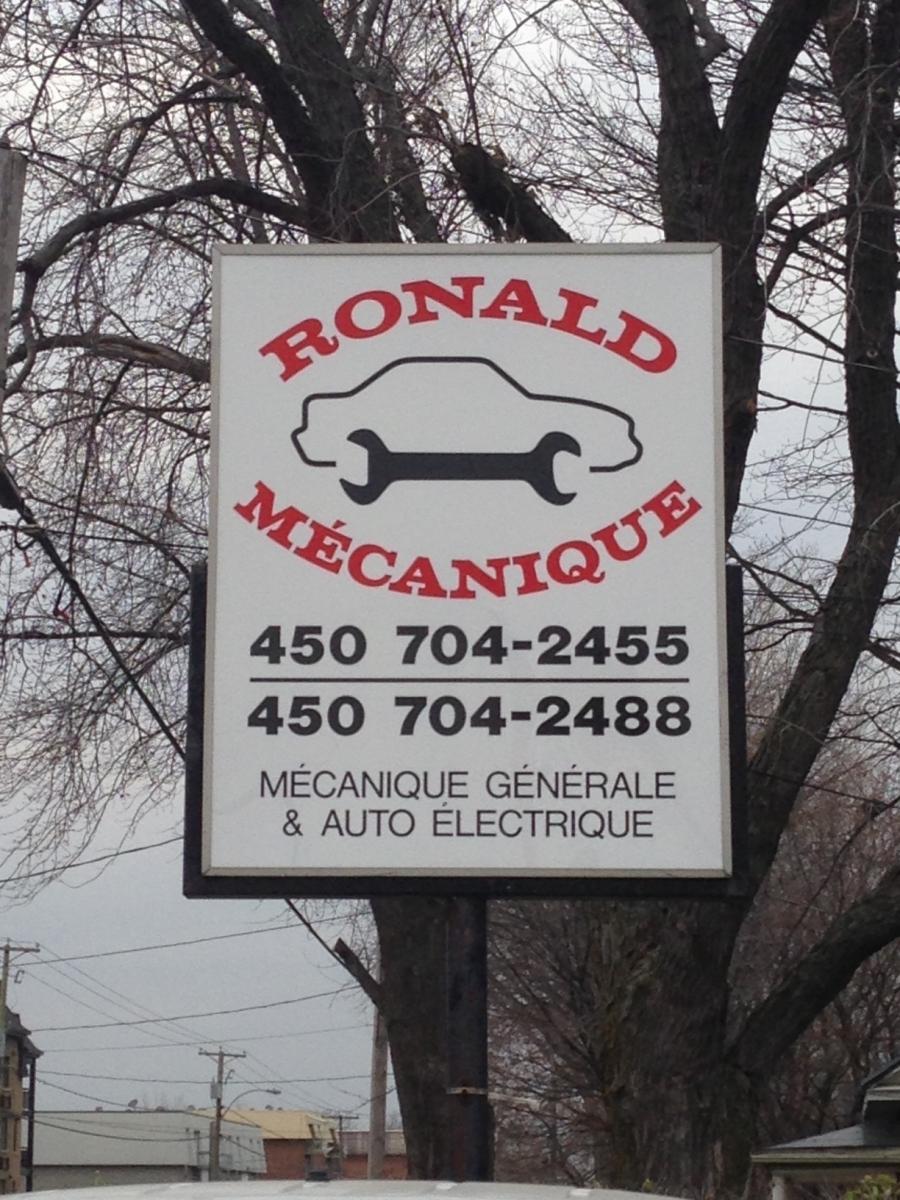 RONALD
MÉCANIQUE
450 704-2455
450 704-2488
MÉCANIQUE GÉNÉRALE
& AUTO ÉLECTRIQUE